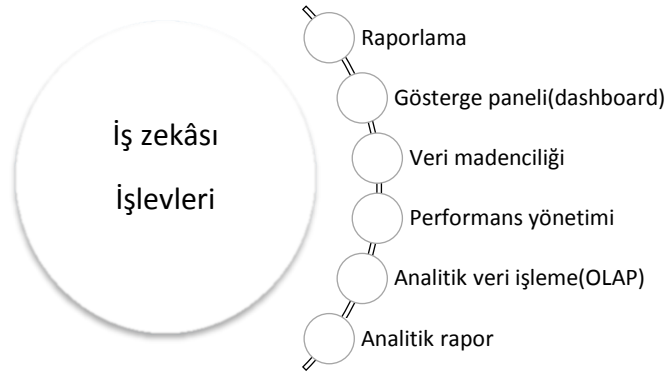 İş zekâsı
İşlevleri
Raporlama
Gösterge paneli(dashboard)
Veri madenciliği
Performans yönetimi
Analitik veri işleme(OLAP)
Analitik rapor